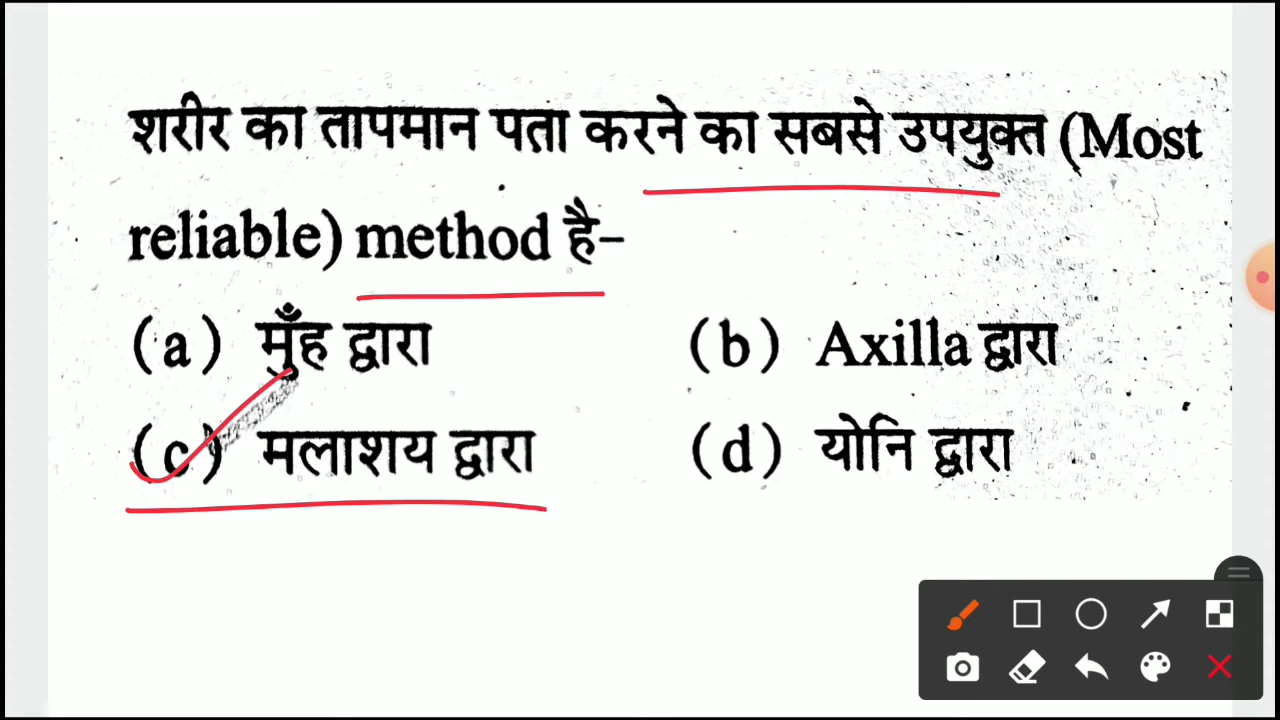 शरीर का तापमान पता करने का सबसे उपयुक्त (Most
reliable) method है–
(a) मुँह द्वारा (b) Axilla द्वारा
(c) मलाशय द्वारा (d) योनि द्वारा